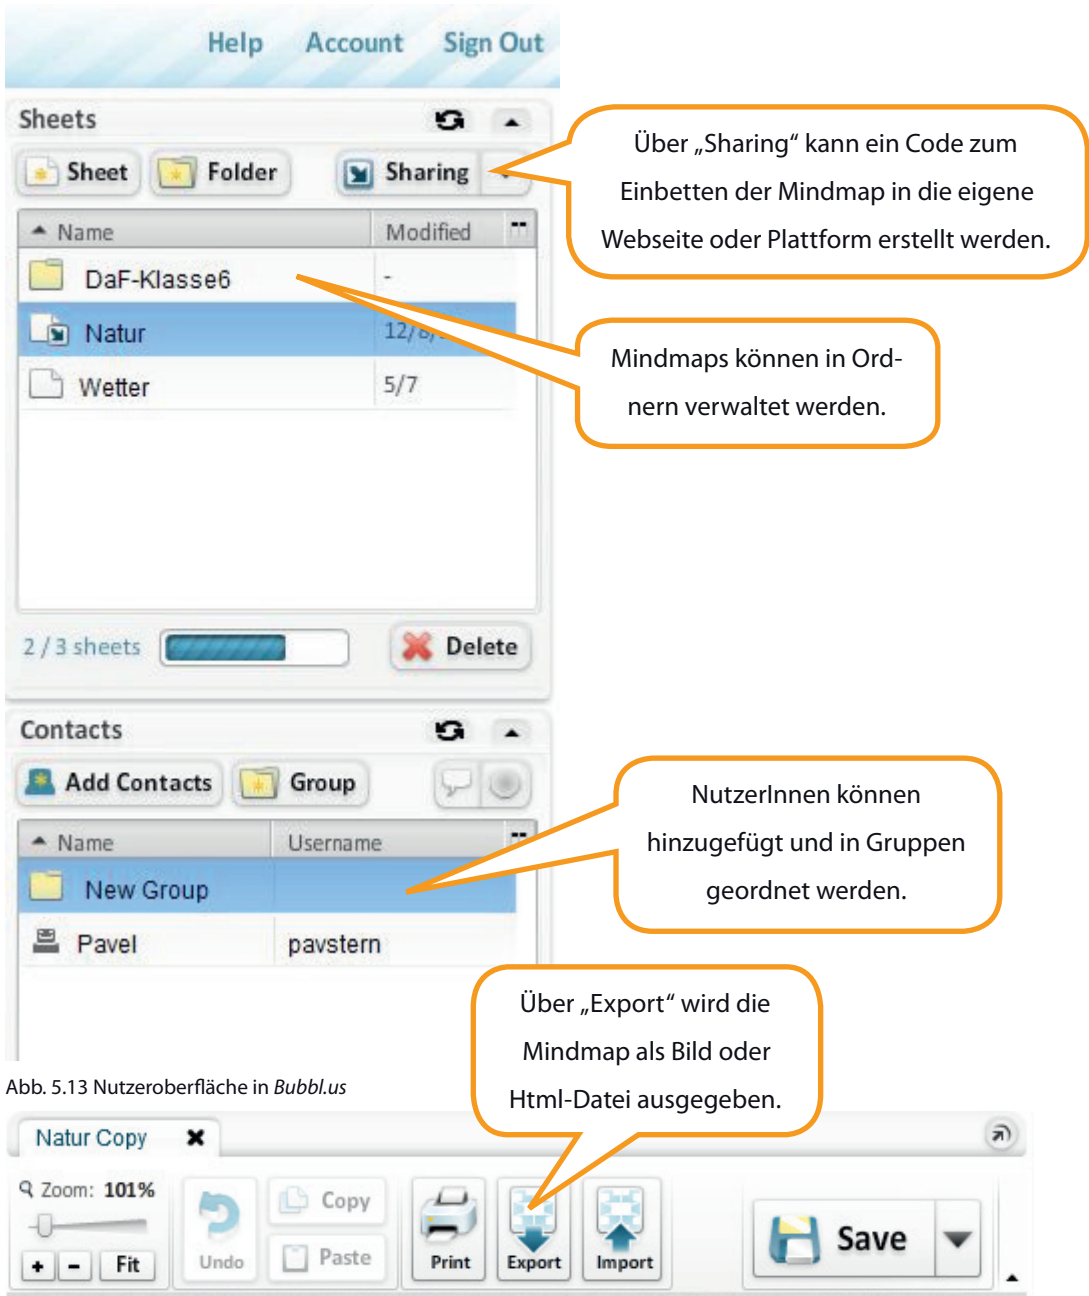 Help Account Sign Out
Sheets
Sheet Folder Sharing
Über „Sharing“ kann ein Code zum
Einbetten der Mindmap in die eigene
Webseite oder Plattform erstellt werden.
Name Modified
DaF-Klasse6 -
Natur
Wetter 5/7
Mindmaps können in Ord-
nern verwaltet werden.
2 / 3 sheets Delete
Contacts
Add Contacts Group
Name Username
New Group
Pavel pavstern
NutzerInnen können
hinzugefügt und in Gruppen
geordnet werden.
Über „Export“ wird die
Mindmap als Bild oder
Html-Datei ausgegeben.
Abb. 5.13 Nutzeroberfläche in Bubbl.us
Natur Copy
Zoom: 101%
+ - Fit
Undo
Copy
Paste
Print
Export
Import
Save